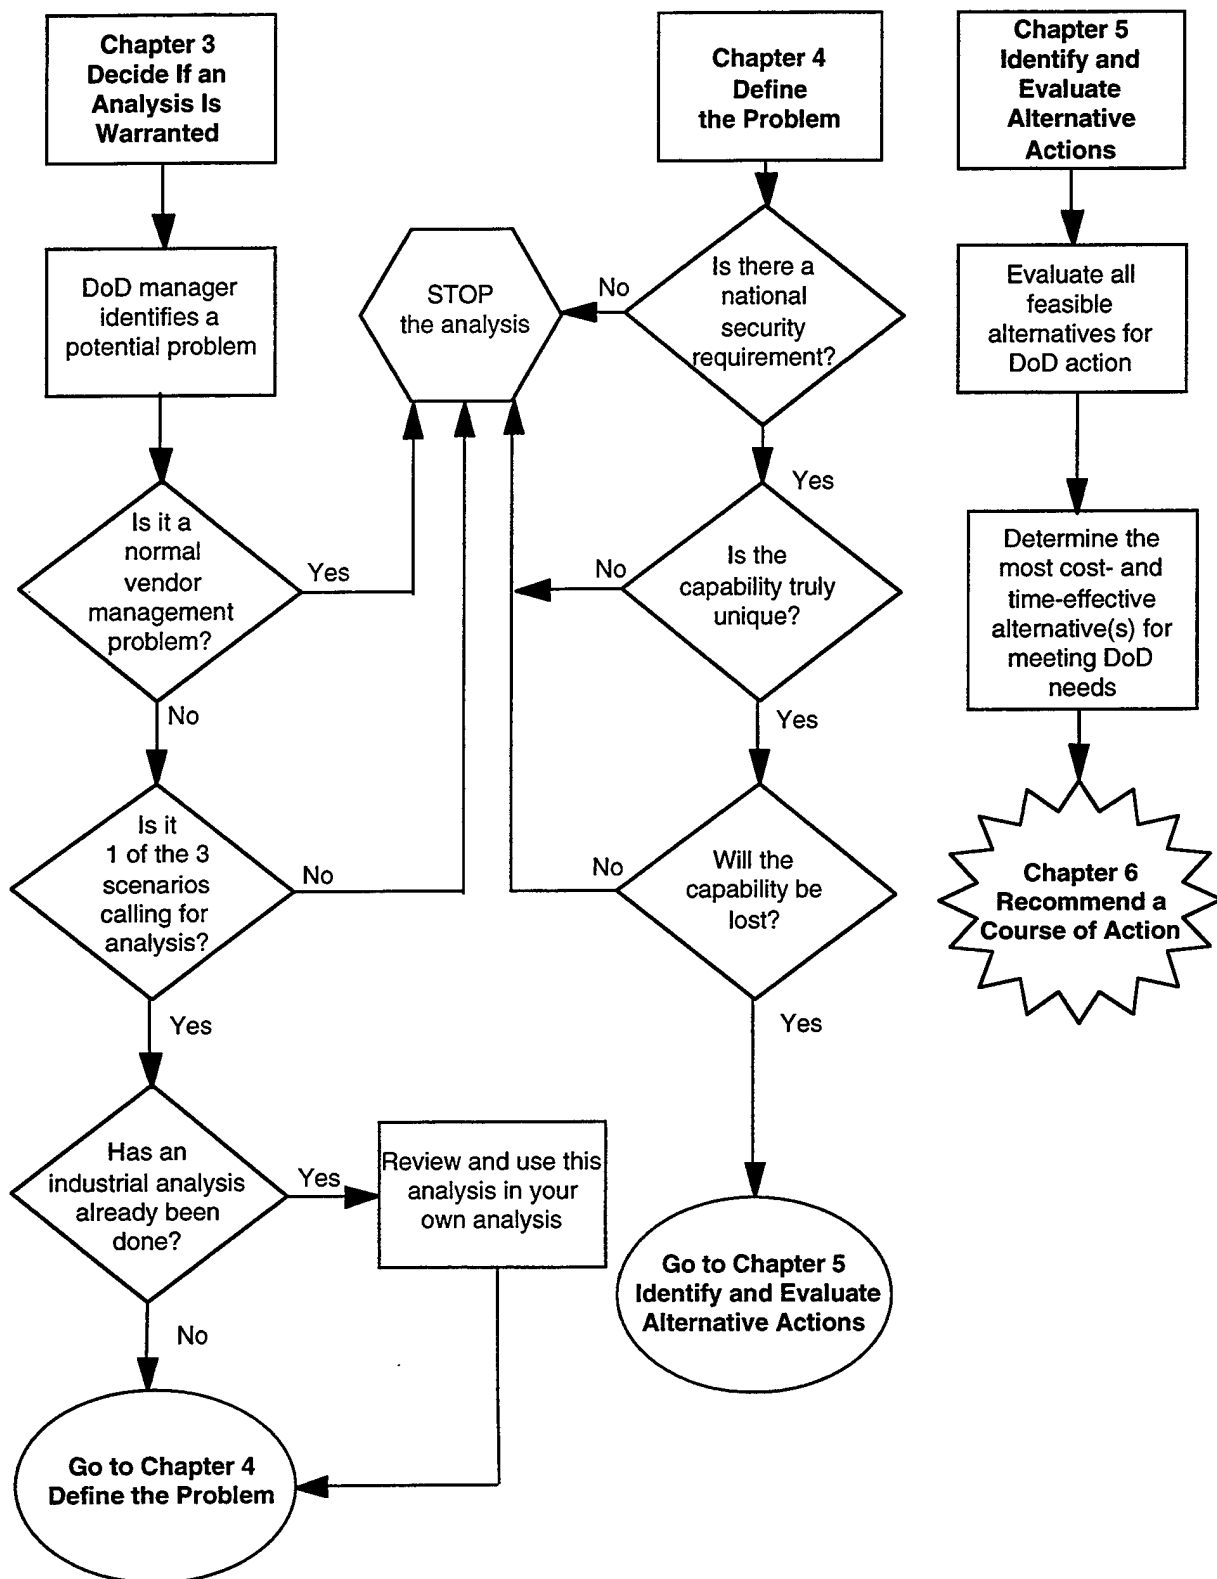 Chapter 3
Decide If an
Analysis Is
Warranted
DoD manager
identifies a
potential problem
Is it a
normal
vendor
management
problem?
Yes
No
Is it
1 of the 3
scenarios
calling for
analysis?
No
Yes
Has an
industrial analysis
already been
done?
Yes
Review and use this
analysis in your
own analysis
No
Go to Chapter 4
Define the Problem
STOP
the analysis
Chapter 4
Define
the Problem
Is there a
national
security
requirement?
No
Yes
Is the
capability truly
unique?
No
Yes
Will the
capability be
lost?
No
Yes
Go to Chapter 5
Identify and Evaluate
Alternative Actions
Chapter 5
Identify and
Evaluate
Alternative
Actions
Evaluate all
feasible
alternatives for
DoD action
Determine the
most cost- and
time-effective
alternative(s) for
meeting DoD
needs
Chapter 6
Recommend a
Course of Action